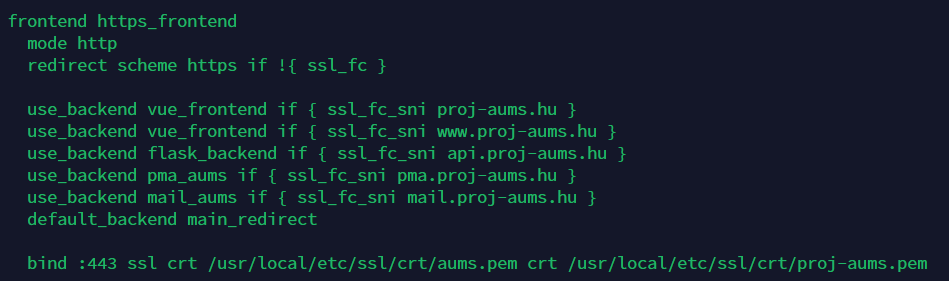 frontend https_frontend
mode http
redirect scheme https if !{ ssl_fc }
use_backend vue_frontend if { ssl_fc_sni proj-aums.hu }
use_backend vue_frontend if { ssl_fc_sni www.proj-aums.hu }
use_backend flask_backend if { ssl_fc_sni api.proj-aums.hu }
use_backend pma_aums if { ssl_fc_sni pma.proj-aums.hu }
use_backend mail_aums if { ssl_fc_sni mail.proj-aums.hu }
default_backend main_redirect
bind :443 ssl crt /usr/local/etc/ssl/crt/aums.pem crt /usr/local/etc/ssl/crt/proj-aums.pem